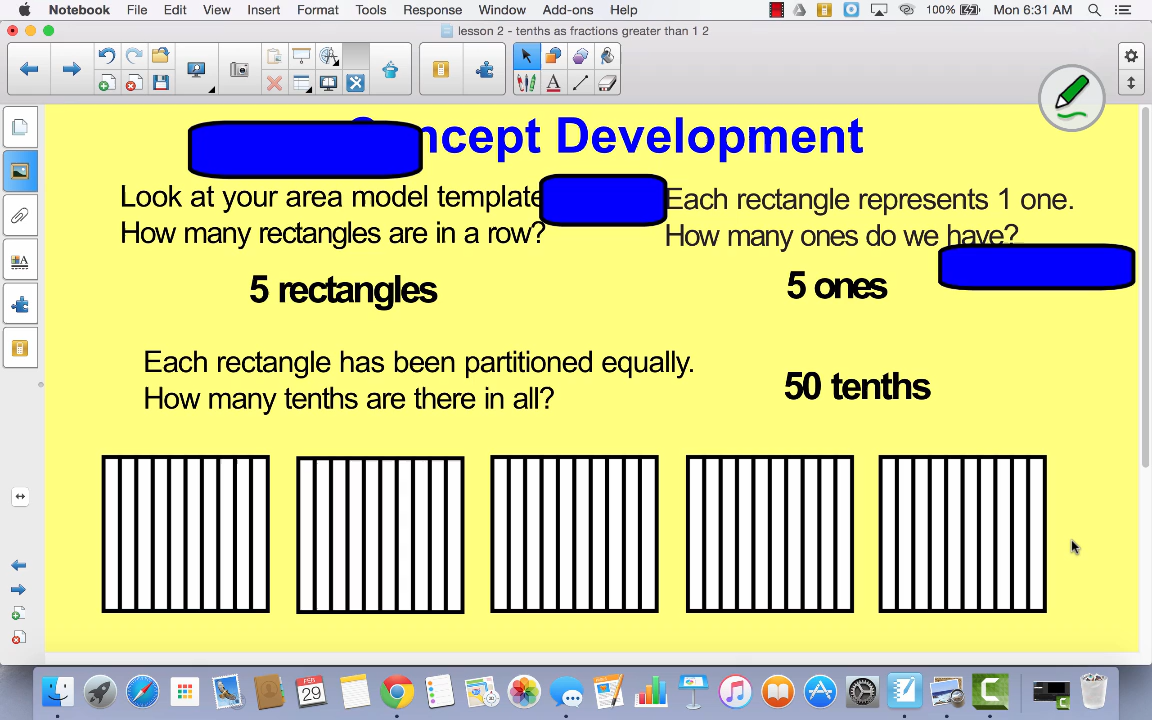 Notebook File Edit View Insert Format Tools Response Window Add-ons Help 100% Mon 6:31 AM
lesson 2 - tenths as fractions greater than 1 2
ncept Development
Look at your area model template
How many rectangles are in a row?
Each rectangle represents 1 one.
How many ones do we have?
5 rectangles
5 ones
Each rectangle has been partitioned equally.
How many tenths are there in all?
50 tenths
FEB
29